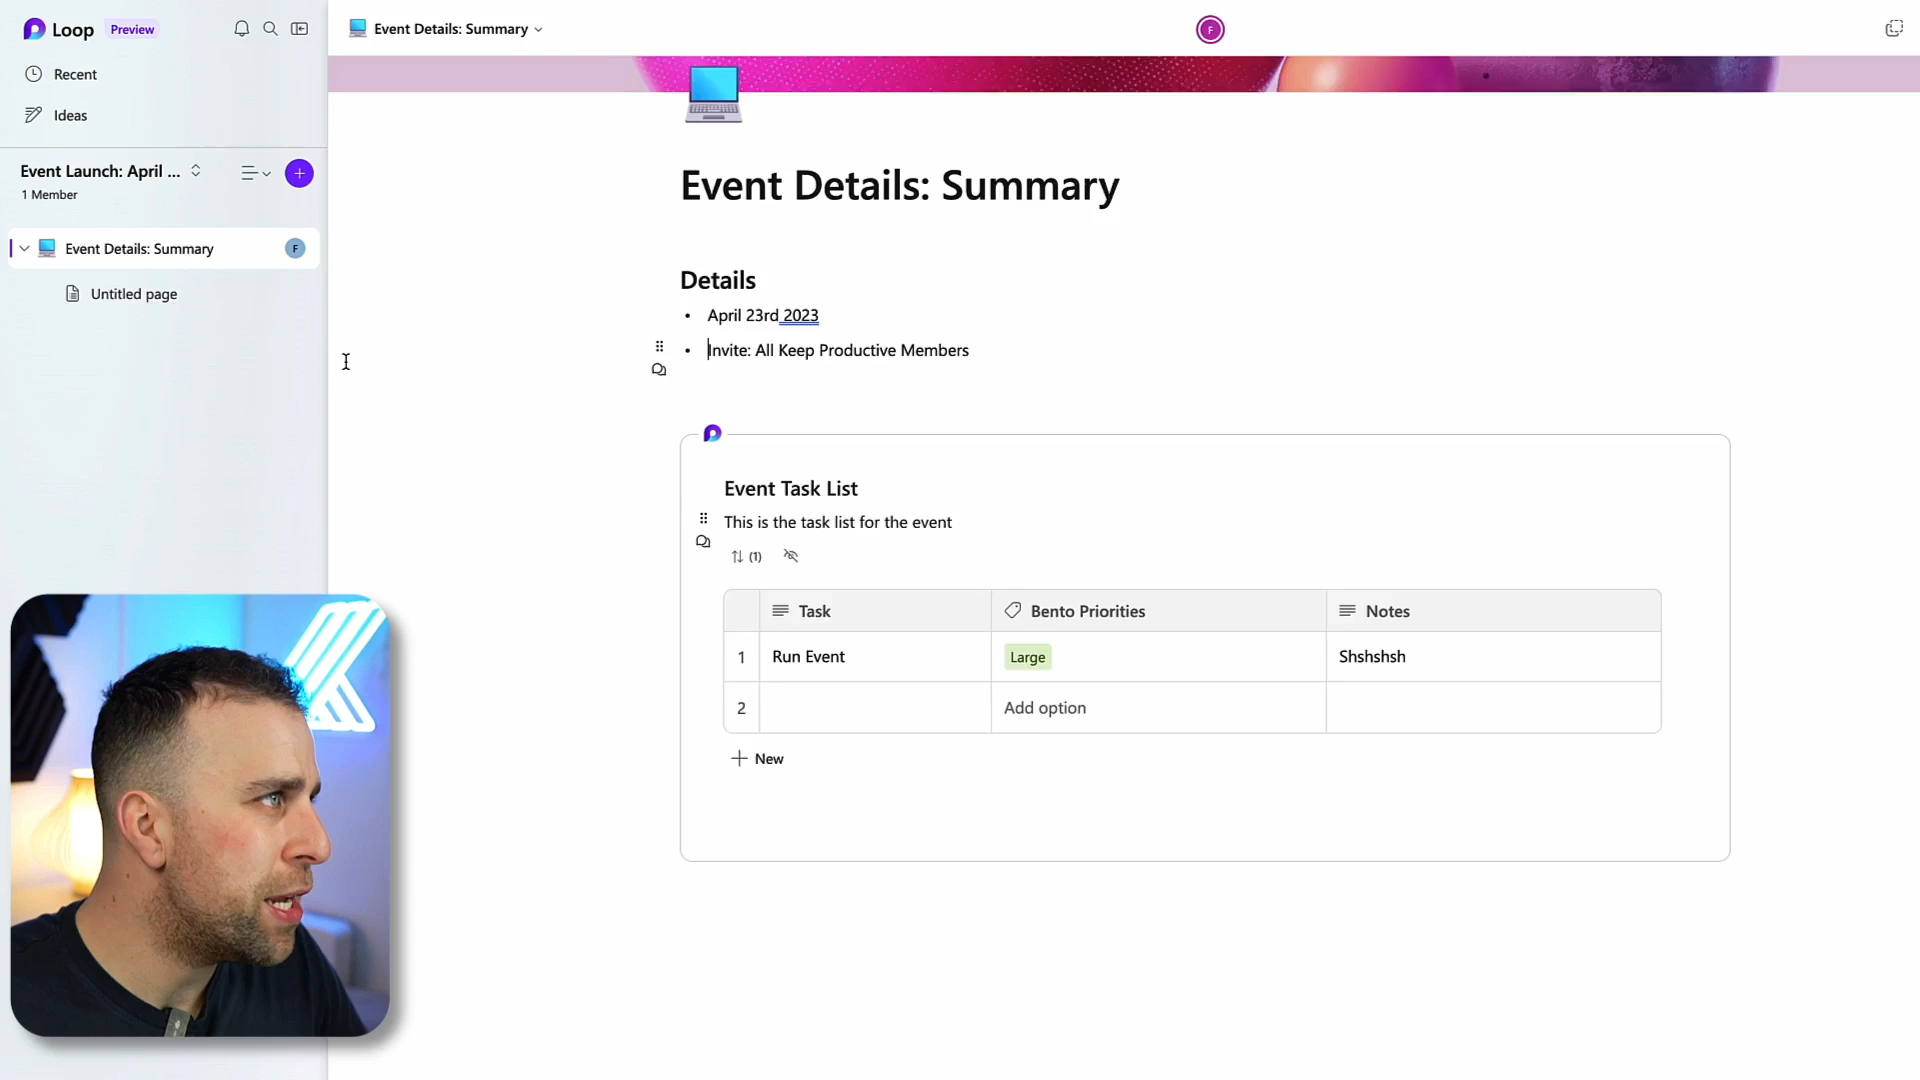 Loop Preview
Recent
Ideas
Event Launch: April ...
1 Member
Event Details: Summary F
Untitled page
Event Details: Summary
F
Event Details: Summary
Details
• April 23rd 2023
• Invite: All Keep Productive Members
Event Task List
This is the task list for the event
(1)
Task Bento Priorities Notes
1 Run Event Large Shshshsh
2 Add option
New